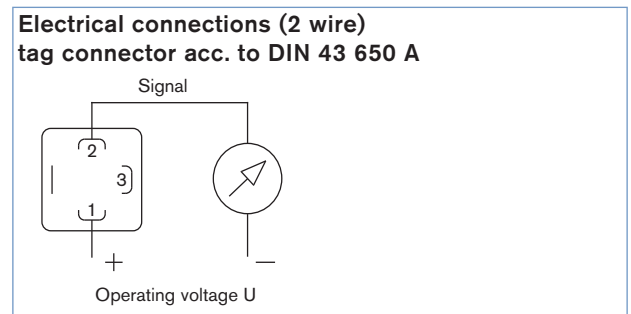 Electrical connections (2 wire)
tag connector acc. to DIN 43 650 A
Signal
2
3
1
+
–
Operating voltage U